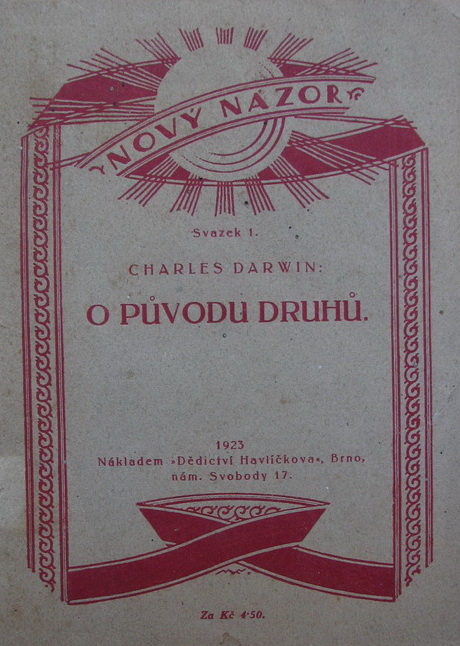 NOVÝ NÁZOR
Svazek 1.
CHARLES DARWIN:
O PŮVODU DRUHŮ.
1923
Nákladem »Dědictví Havlíčkova«, Brno,
nám. Svobody 17.
Za Kč 4·50.